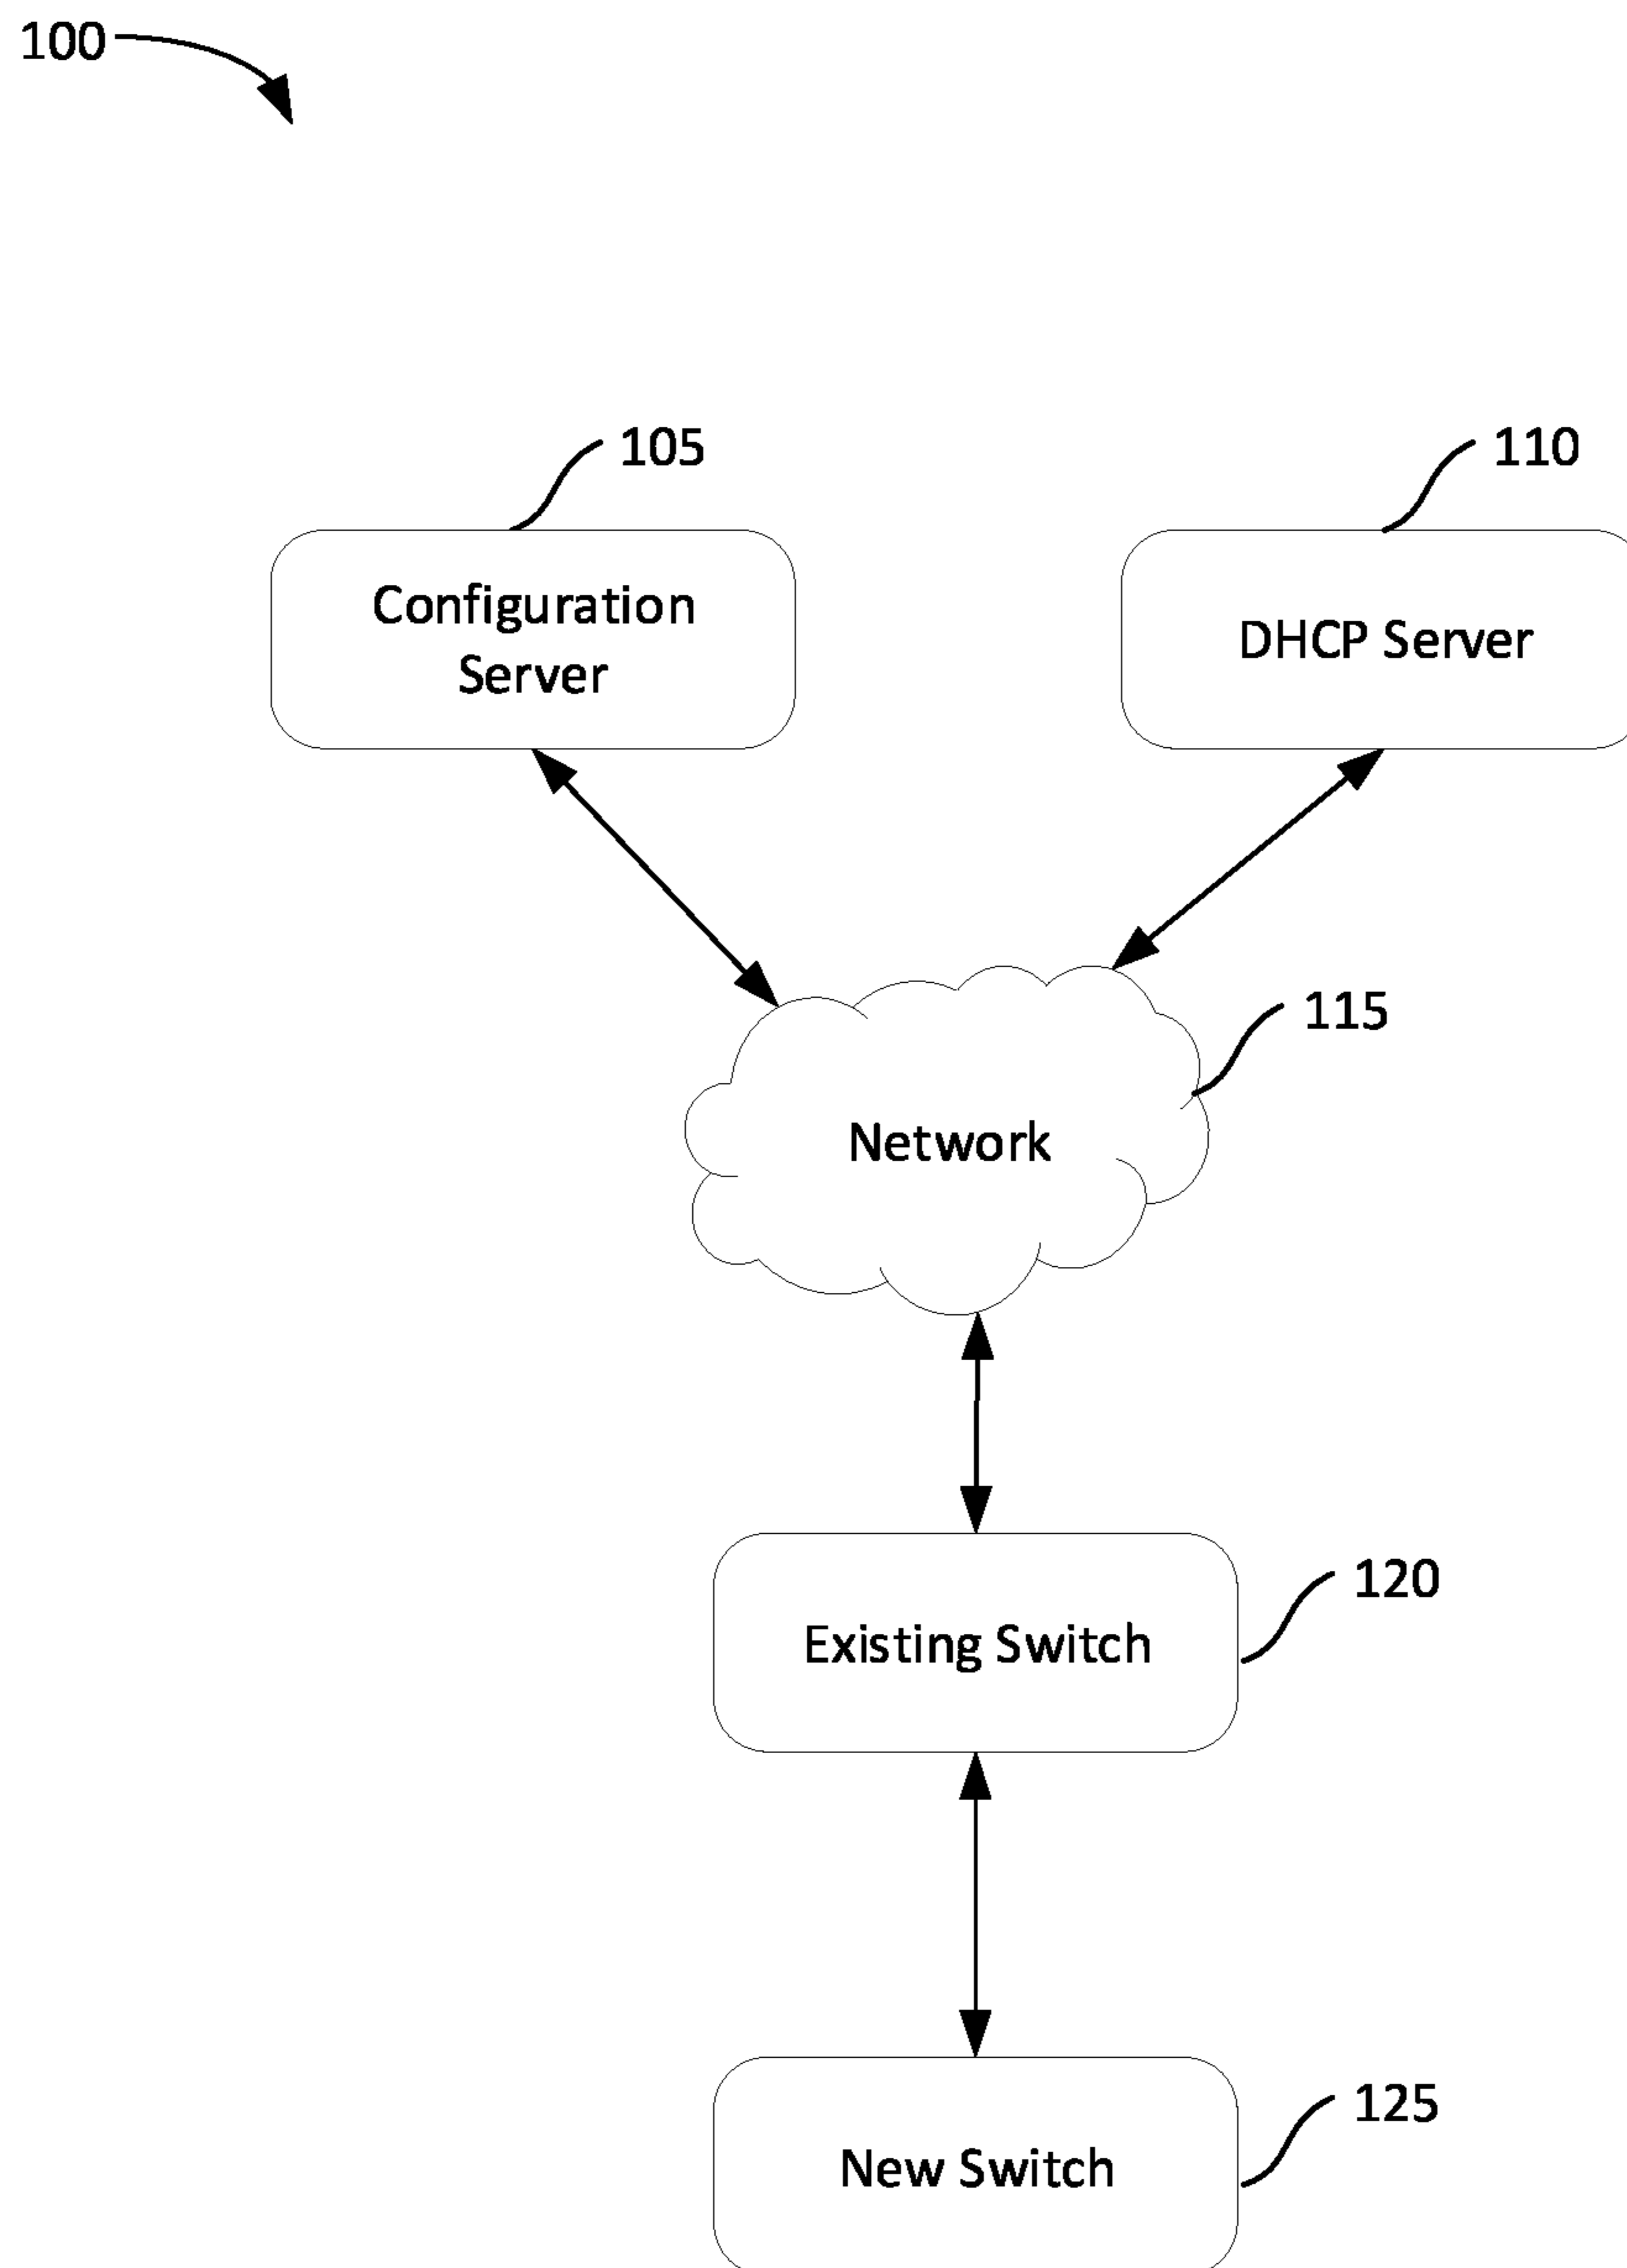 100
105
110
Configuration
Server
DHCP Server
115
Network
120
Existing Switch
125
New Switch